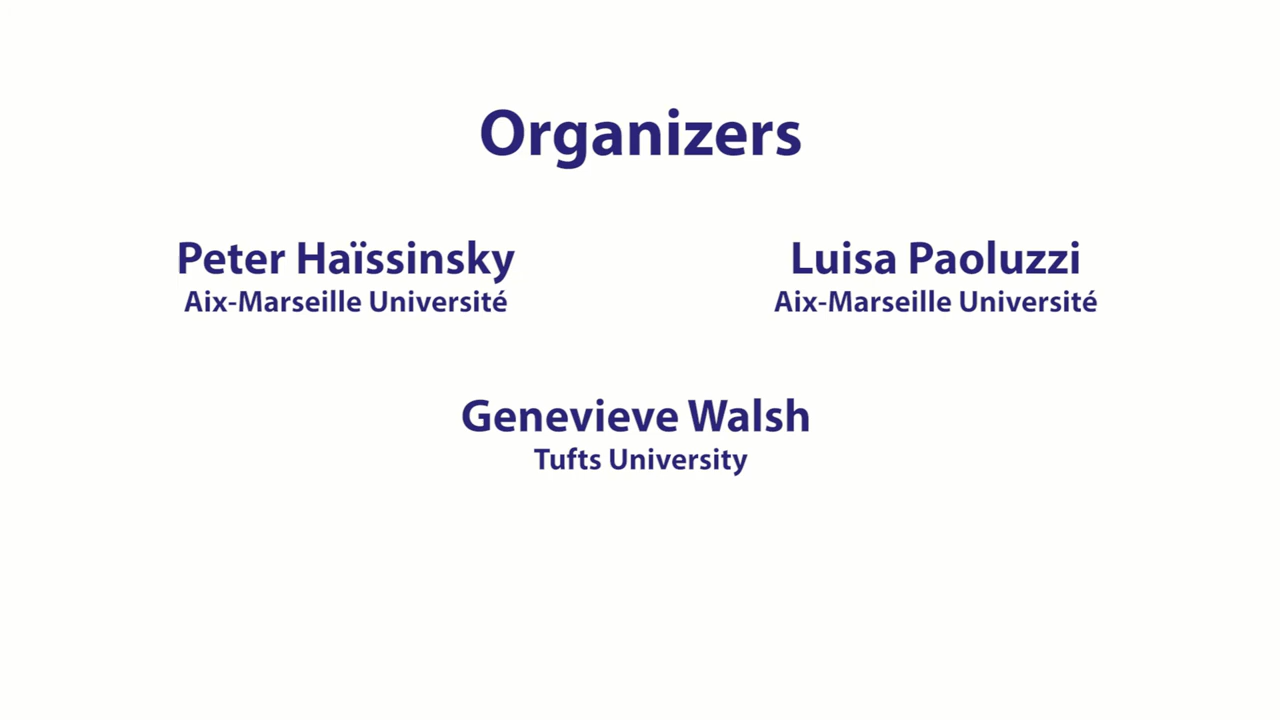 Organizers
Peter Haïssinsky
Aix-Marseille Université
Luisa Paoluzzi
Aix-Marseille Université
Genevieve Walsh
Tufts University